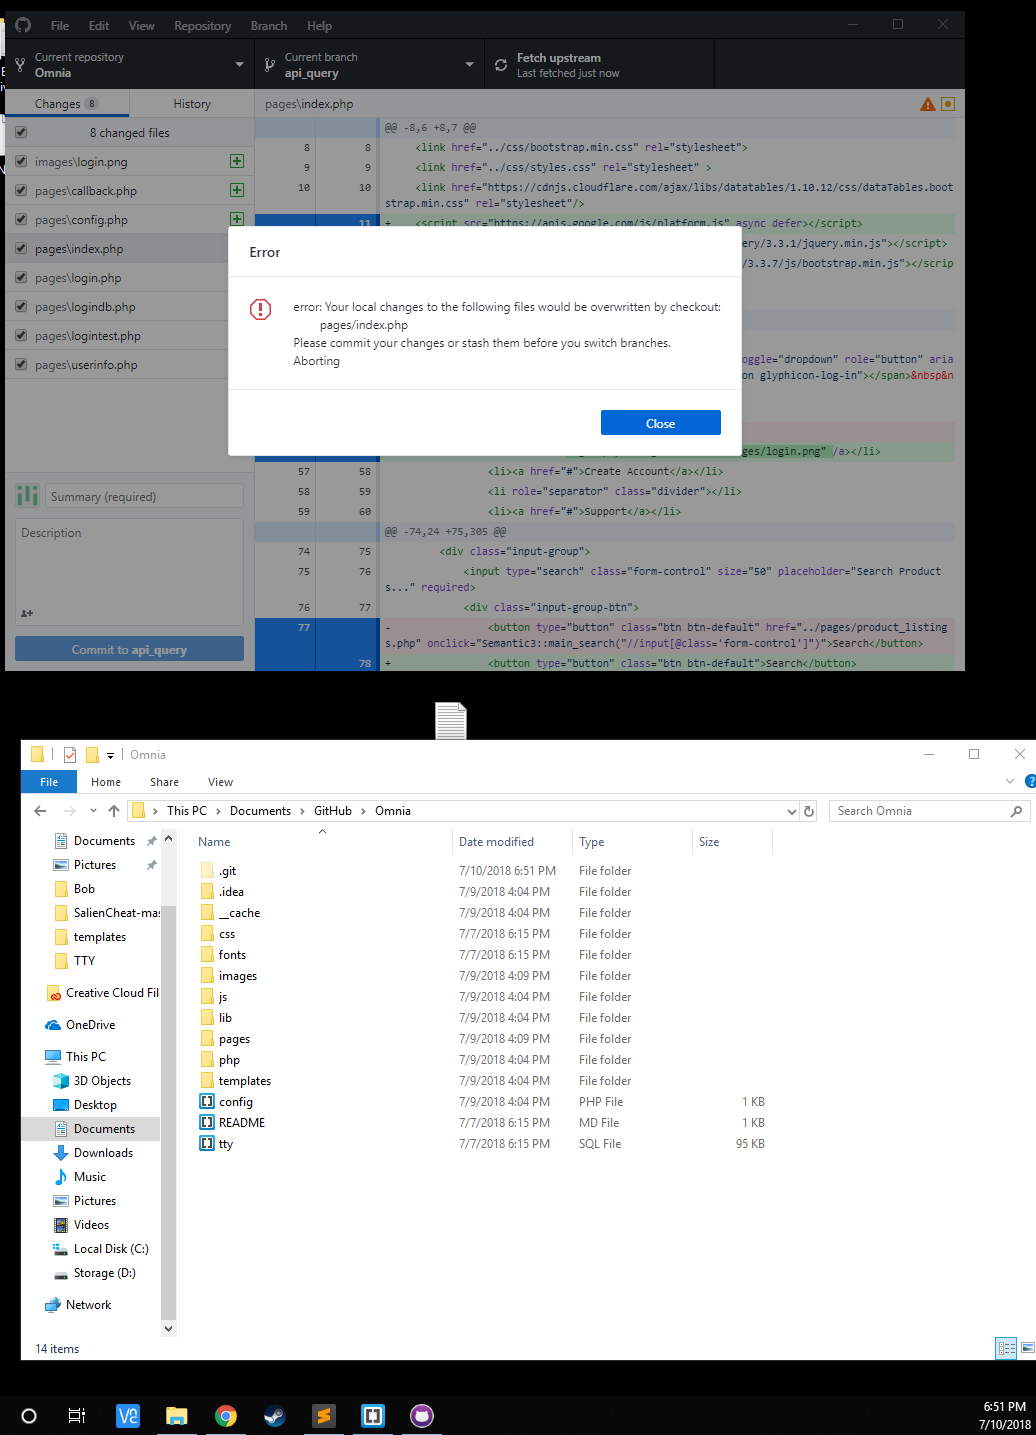 File Edit View Repository Branch Help
Current repository
Omnia
Current branch
api_query
Fetch upstream
Last fetched just now
Changes 8
History
pages\index.php
8 changed files
images\login.png
pages\callback.php
pages\config.php
pages\index.php
pages\login.php
pages\logindb.php
pages\logintest.php
pages\userinfo.php
Summary (required)
Description
Commit to api_query
@@ -8,6 +8,7 @@
8 8 <link href="../css/bootstrap.min.css" rel="stylesheet">
9 9 <link href="../css/styles.css" rel="stylesheet" >
10 10 <link href="https://cdnjs.cloudflare.com/ajax/libs/datatables/1.10.12/css/dataTables.boot
strap.min.css" rel="stylesheet"/>
11 + <script src="https://apis.google.com/js/platform.js" async defer></script>
ery/3.3.1/jquery.min.js"></script>
/3.3.7/js/bootstrap.min.js"></scrip
oggle="dropdown" role="button" aria
on glyphicon-log-in"></span>&nbsp&n
ges/login.png" /a></li>
57 58 <li><a href="#">Create Account</a></li>
58 59 <li role="separator" class="divider"></li>
59 60 <li><a href="#">Support</a></li>
@@ -74,24 +75,305 @@
74 75 <div class="input-group">
75 76 <input type="search" class="form-control" size="50" placeholder="Search Product
s..." required>
76 77 <div class="input-group-btn">
77 - <button type="button" class="btn btn-default" href="../pages/product_listing
s.php" onclick="Semantic3::main_search("//input[@class='form-control']")">Search</button>
78 + <button type="button" class="btn btn-default">Search</button>
Error
error: Your local changes to the following files would be overwritten by checkout:
pages/index.php
Please commit your changes or stash them before you switch branches.
Aborting
Close
Omnia
File Home Share View
This PC > Documents > GitHub > Omnia
Search Omnia
Documents
Pictures
Bob
SalienCheat-mas
templates
TTY
Creative Cloud Fil
OneDrive
This PC
3D Objects
Desktop
Documents
Downloads
Music
Pictures
Videos
Local Disk (C:)
Storage (D:)
Network
Name Date modified Type Size
.git 7/10/2018 6:51 PM File folder
.idea 7/9/2018 4:04 PM File folder
__cache 7/9/2018 4:04 PM File folder
css 7/7/2018 6:15 PM File folder
fonts 7/7/2018 6:15 PM File folder
images 7/9/2018 4:09 PM File folder
js 7/9/2018 4:04 PM File folder
lib 7/9/2018 4:04 PM File folder
pages 7/9/2018 4:09 PM File folder
php 7/9/2018 4:04 PM File folder
templates 7/9/2018 4:04 PM File folder
config 7/9/2018 4:04 PM PHP File 1 KB
README 7/7/2018 6:15 PM MD File 1 KB
tty 7/7/2018 6:15 PM SQL File 95 KB
14 items
6:51 PM
7/10/2018